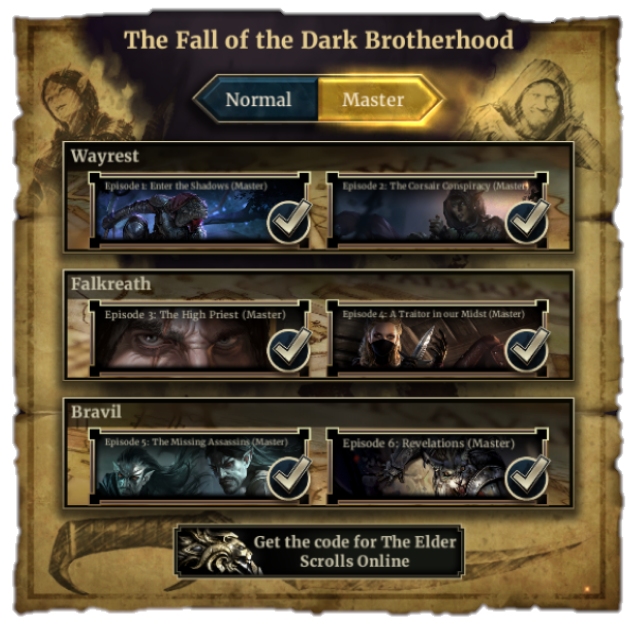 The Fall of the Dark Brotherhood
Normal
Master
Wayrest
Episode 1: Enter the Shadows (Master)
Episode 2: The Corsair Conspiracy (Master)
Falkreath
Episode 3: The High Priest (Master)
Episode 4: A Traitor in our Midst (Master)
Bravil
Episode 5: The Missing Assassins (Master)
Episode 6: Revelations (Master)
Get the code for The Elder
Scrolls Online